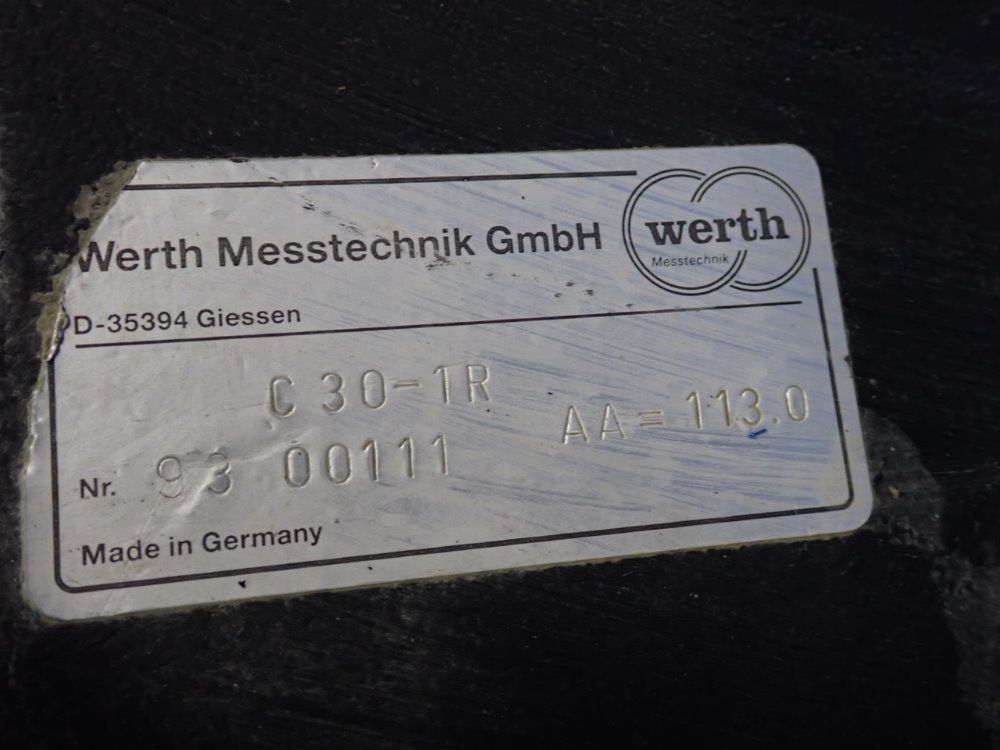 Werth Messtechnik GmbH
werth
Messtechnik
D-35394 Giessen
C 30-1R
AA = 113.0
Nr. 93 00111
Made in Germany